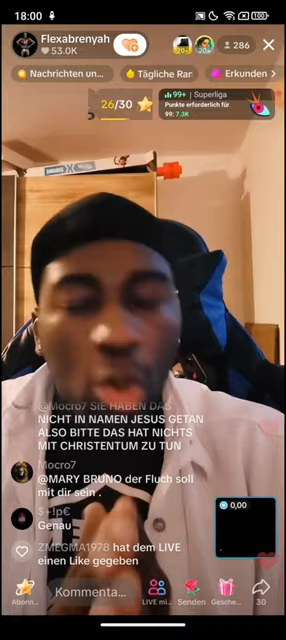 18:00
100
Flexabrenyah
53.0K
20+
286
Nachrichten un...
Tägliche Ran
Erkunden
26/30
99+ | Superliga
Punkte erforderlich für
99: 7.3K
@Mocro7 SIE HABEN DAS
NICHT IN NAMEN JESUS GETAN
ALSO BITTE DAS HAT NICHTS
MIT CHRISTENTUM ZU TUN
Mocro7
@MARY BRUNO der Fluch soll
mit dir sein .
$+!p€
Genau
0,00
ZMEGMA1978 hat dem LIVE
einen Like gegeben
Kommenta...
Abonn...
LIVE mi...
Senden
Gesche...
30